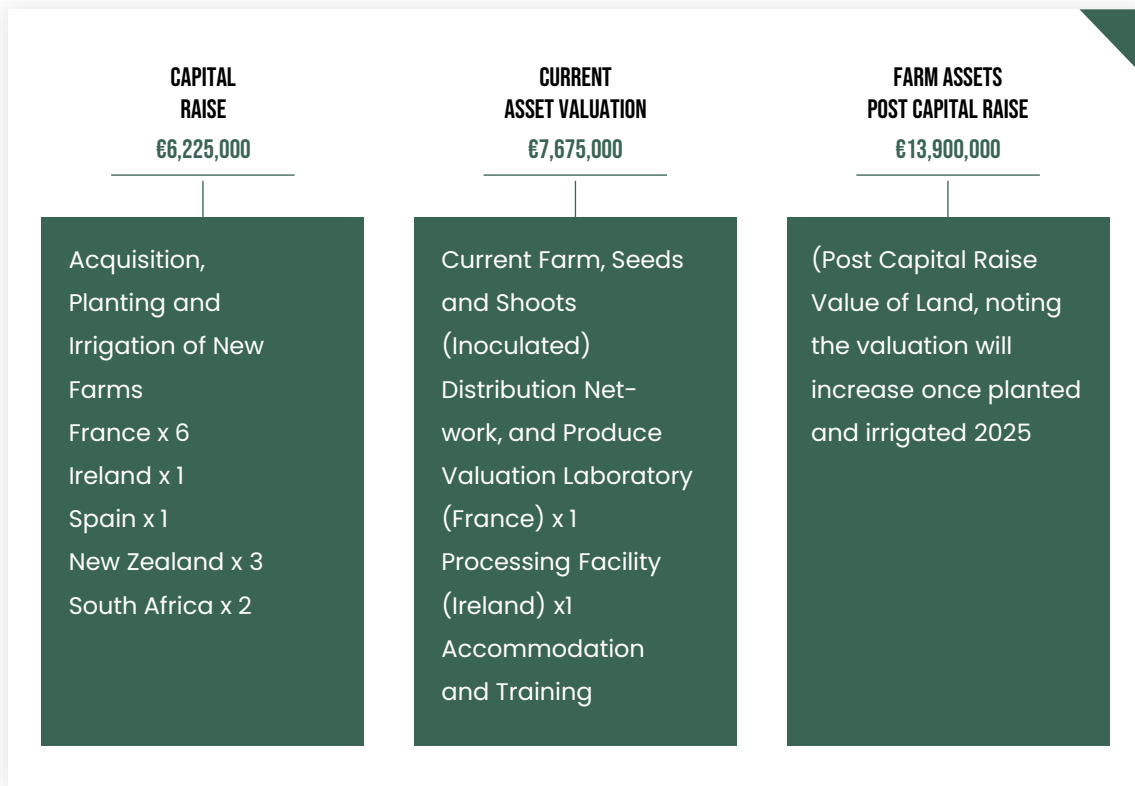 CAPITAL
RAISE
€6,225,000
Acquisition,
Planting and
Irrigation of New
Farms
France x 6
Ireland x 1
Spain x 1
New Zealand x 3
South Africa x 2
CURRENT
ASSET VALUATION
€7,675,000
Current Farm, Seeds
and Shoots
(Inoculated)
Distribution Net-
work, and Produce
Valuation Laboratory
(France) x 1
Processing Facility
(Ireland) x1
Accommodation
and Training
FARM ASSETS
POST CAPITAL RAISE
€13,900,000
(Post Capital Raise
Value of Land, noting
the valuation will
increase once planted
and irrigated 2025